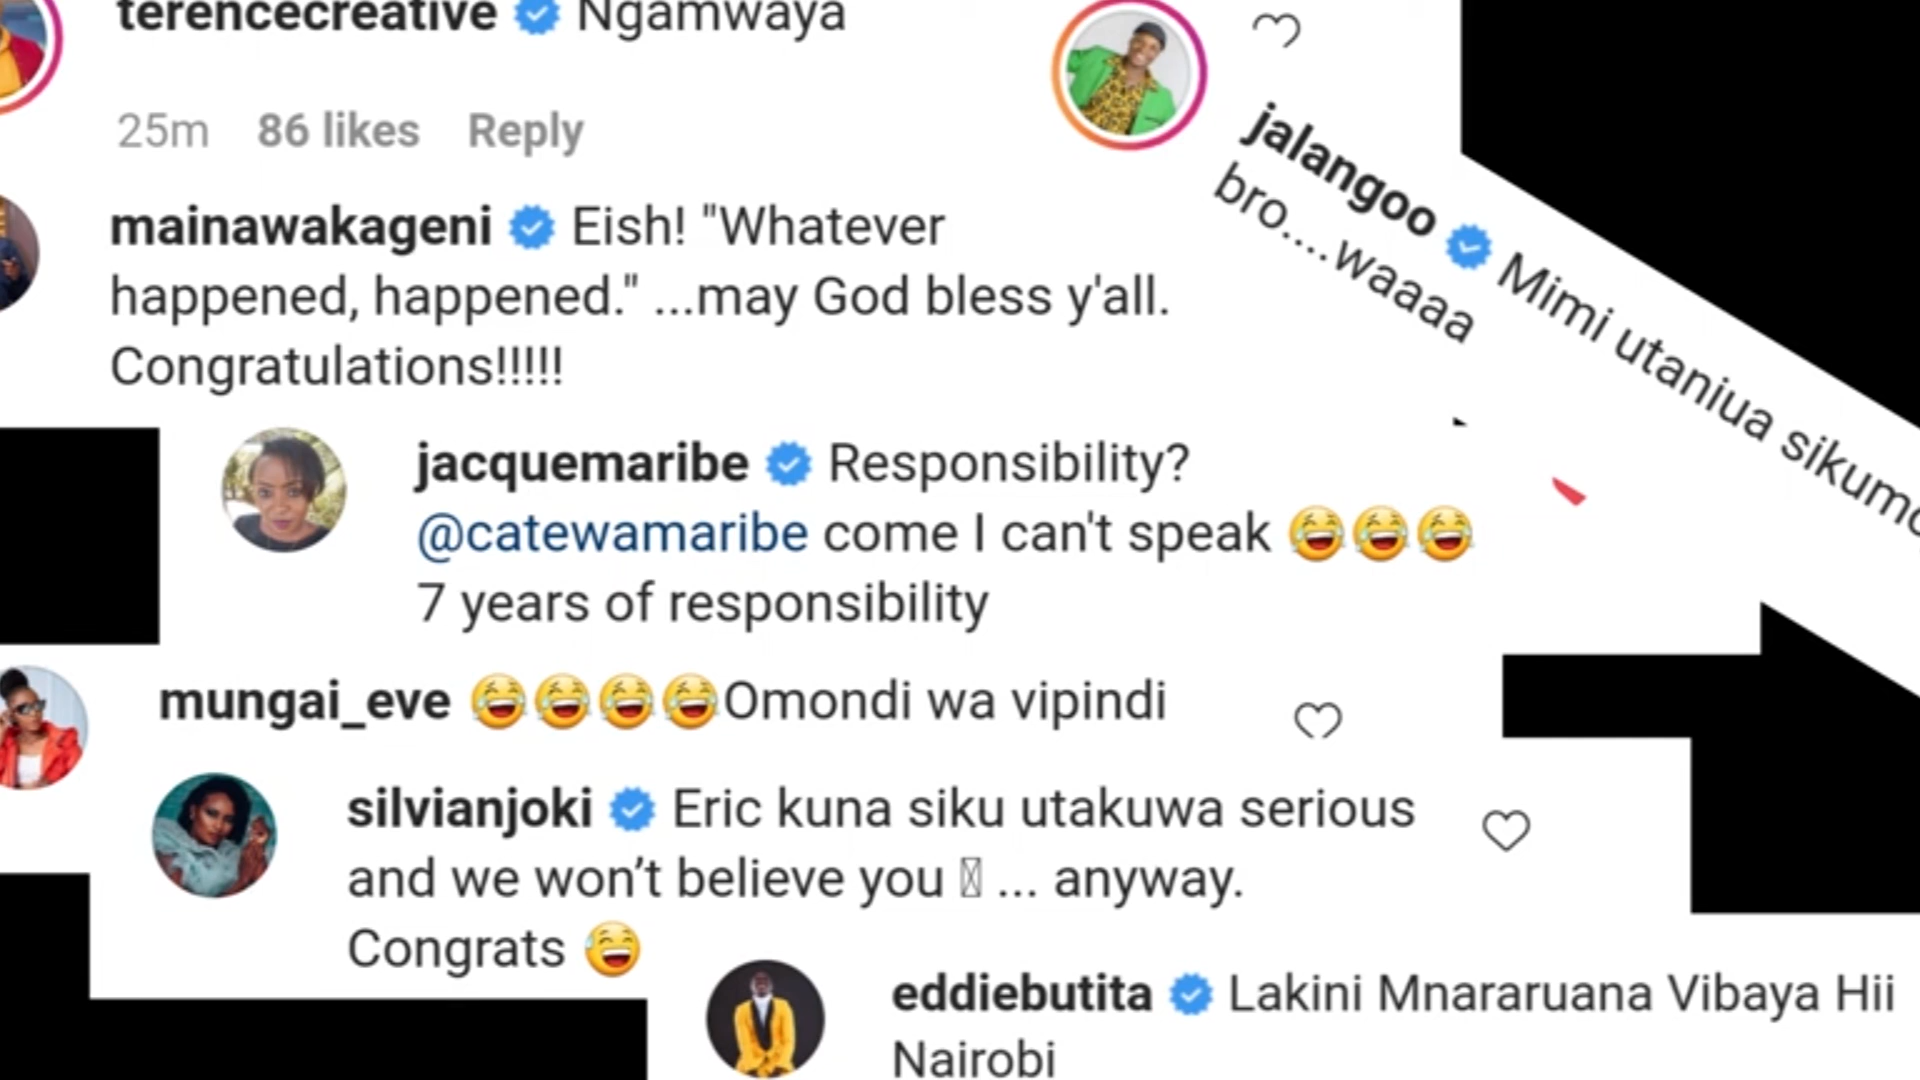 terencecreative Ngamwaya
25m 86 likes Reply
mainawakageni Eish! "Whatever
happened, happened." ...may God bless y'all.
Congratulations!!!!!
jalangoo Mimi utaniua
bro....waaaa
jacquemaribe Responsibility?
@catewamaribe come I can't speak 😂😂😂
7 years of responsibility
mungai_eve 😂😂😂😂Omondi wa vipindi
silvianjoki Eric kuna siku utakuwa serious
and we won’t believe you ... anyway.
Congrats 😅
eddiebutita Lakini Mnararuana Vibaya Hii
Nairobi